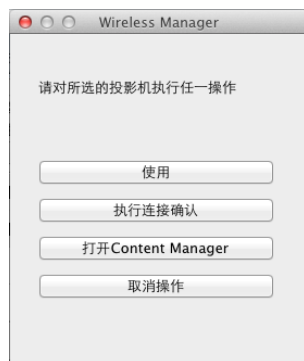 Wireless Manager
请对所选的投影机执行任一操作
使用
执行连接确认
打开Content Manager
取消操作